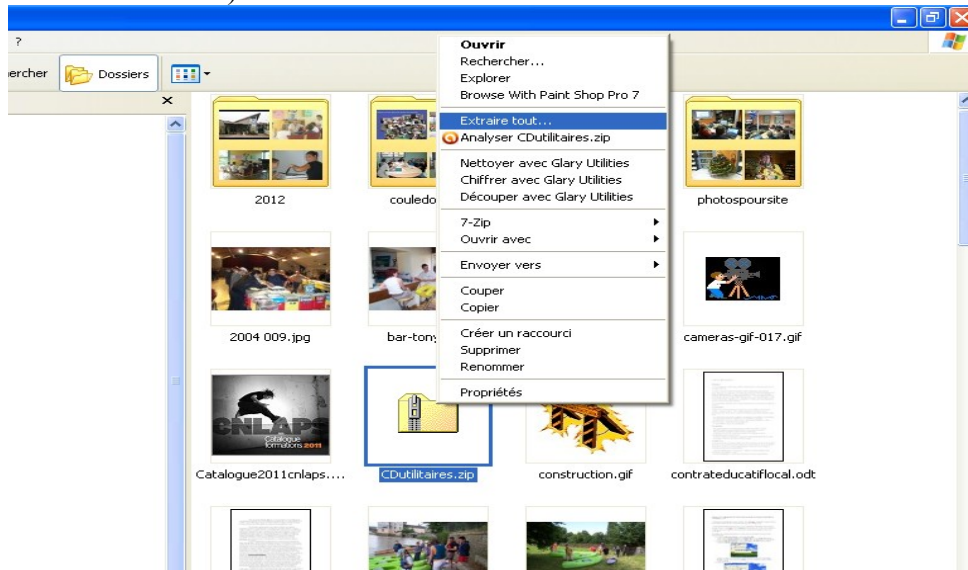 ?
ercher Dossiers
×
Ouvrir
Rechercher...
Explorer
Browse With Paint Shop Pro 7
Extraire tout...
Analyser CDutilitaires.zip
Nettoyer avec Glary Utilities
Chiffrer avec Glary Utilities
Découper avec Glary Utilities
7-Zip
Ouvrir avec
Envoyer vers
Couper
Copier
Créer un raccourci
Supprimer
Renommer
Propriétés
2012 couledo photospoursite
2004 009.jpg bar-tony cameras-gif-017.gif
CNLAPS
Catalogue
formations 2011
Catalogue2011cnlaps.... CDutilitaires.zip construction.gif contrateducatiflocal.odt